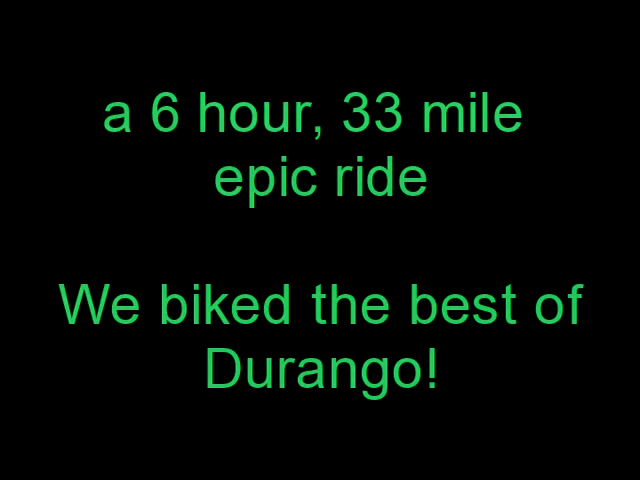 a 6 hour, 33 mile
epic ride
We biked the best of
Durango!